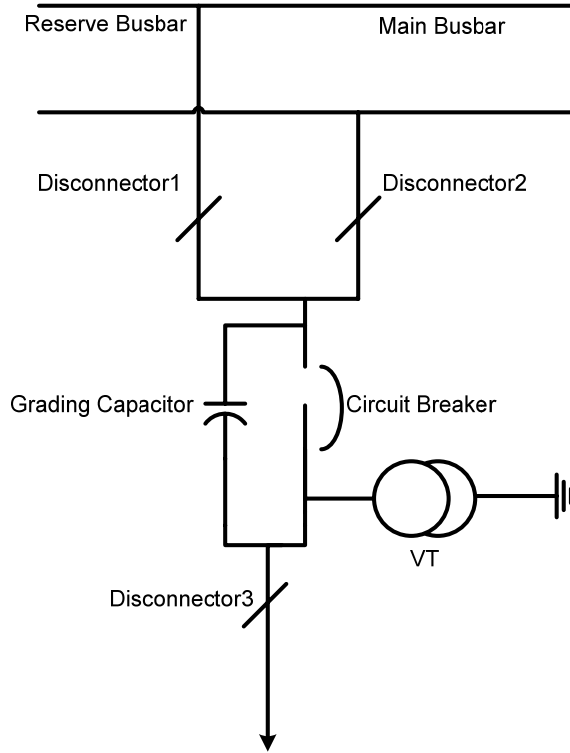 Reserve Busbar
Main Busbar
Disconnector1
Disconnector2
Grading Capacitor
Circuit Breaker
VT
Disconnector3